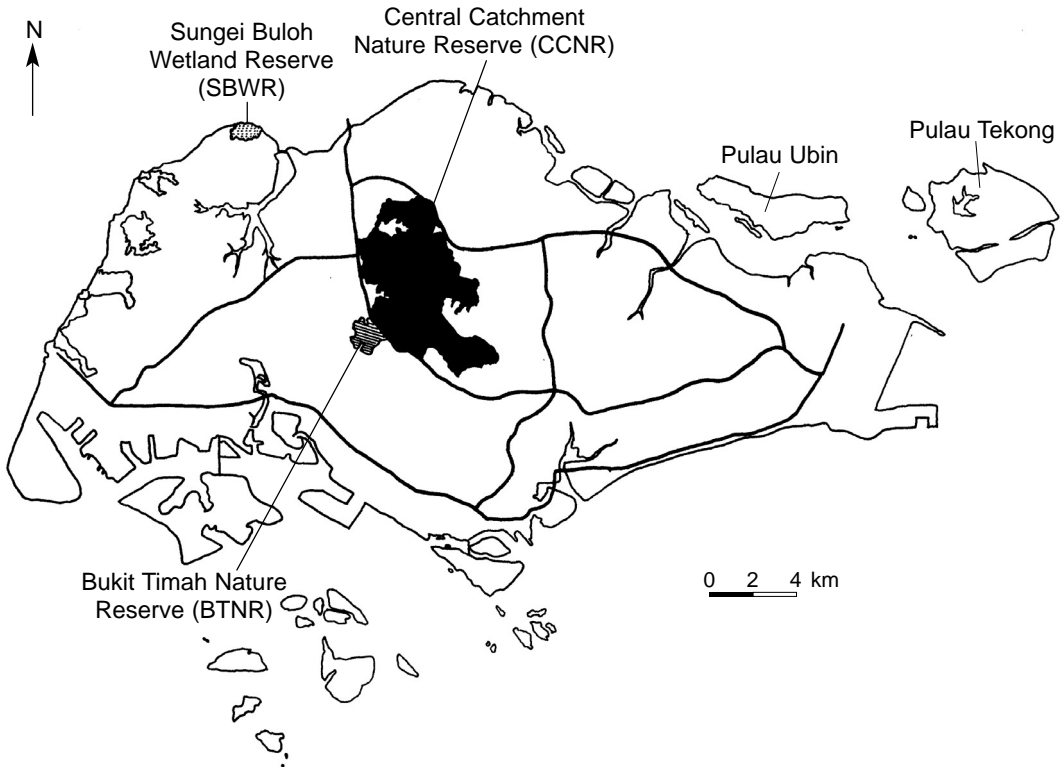 N
Sungei Buloh
Wetland Reserve
(SBWR)
Central Catchment
Nature Reserve (CCNR)
Pulau Ubin
Pulau Tekong
Bukit Timah Nature
Reserve (BTNR)
0 2 4 km